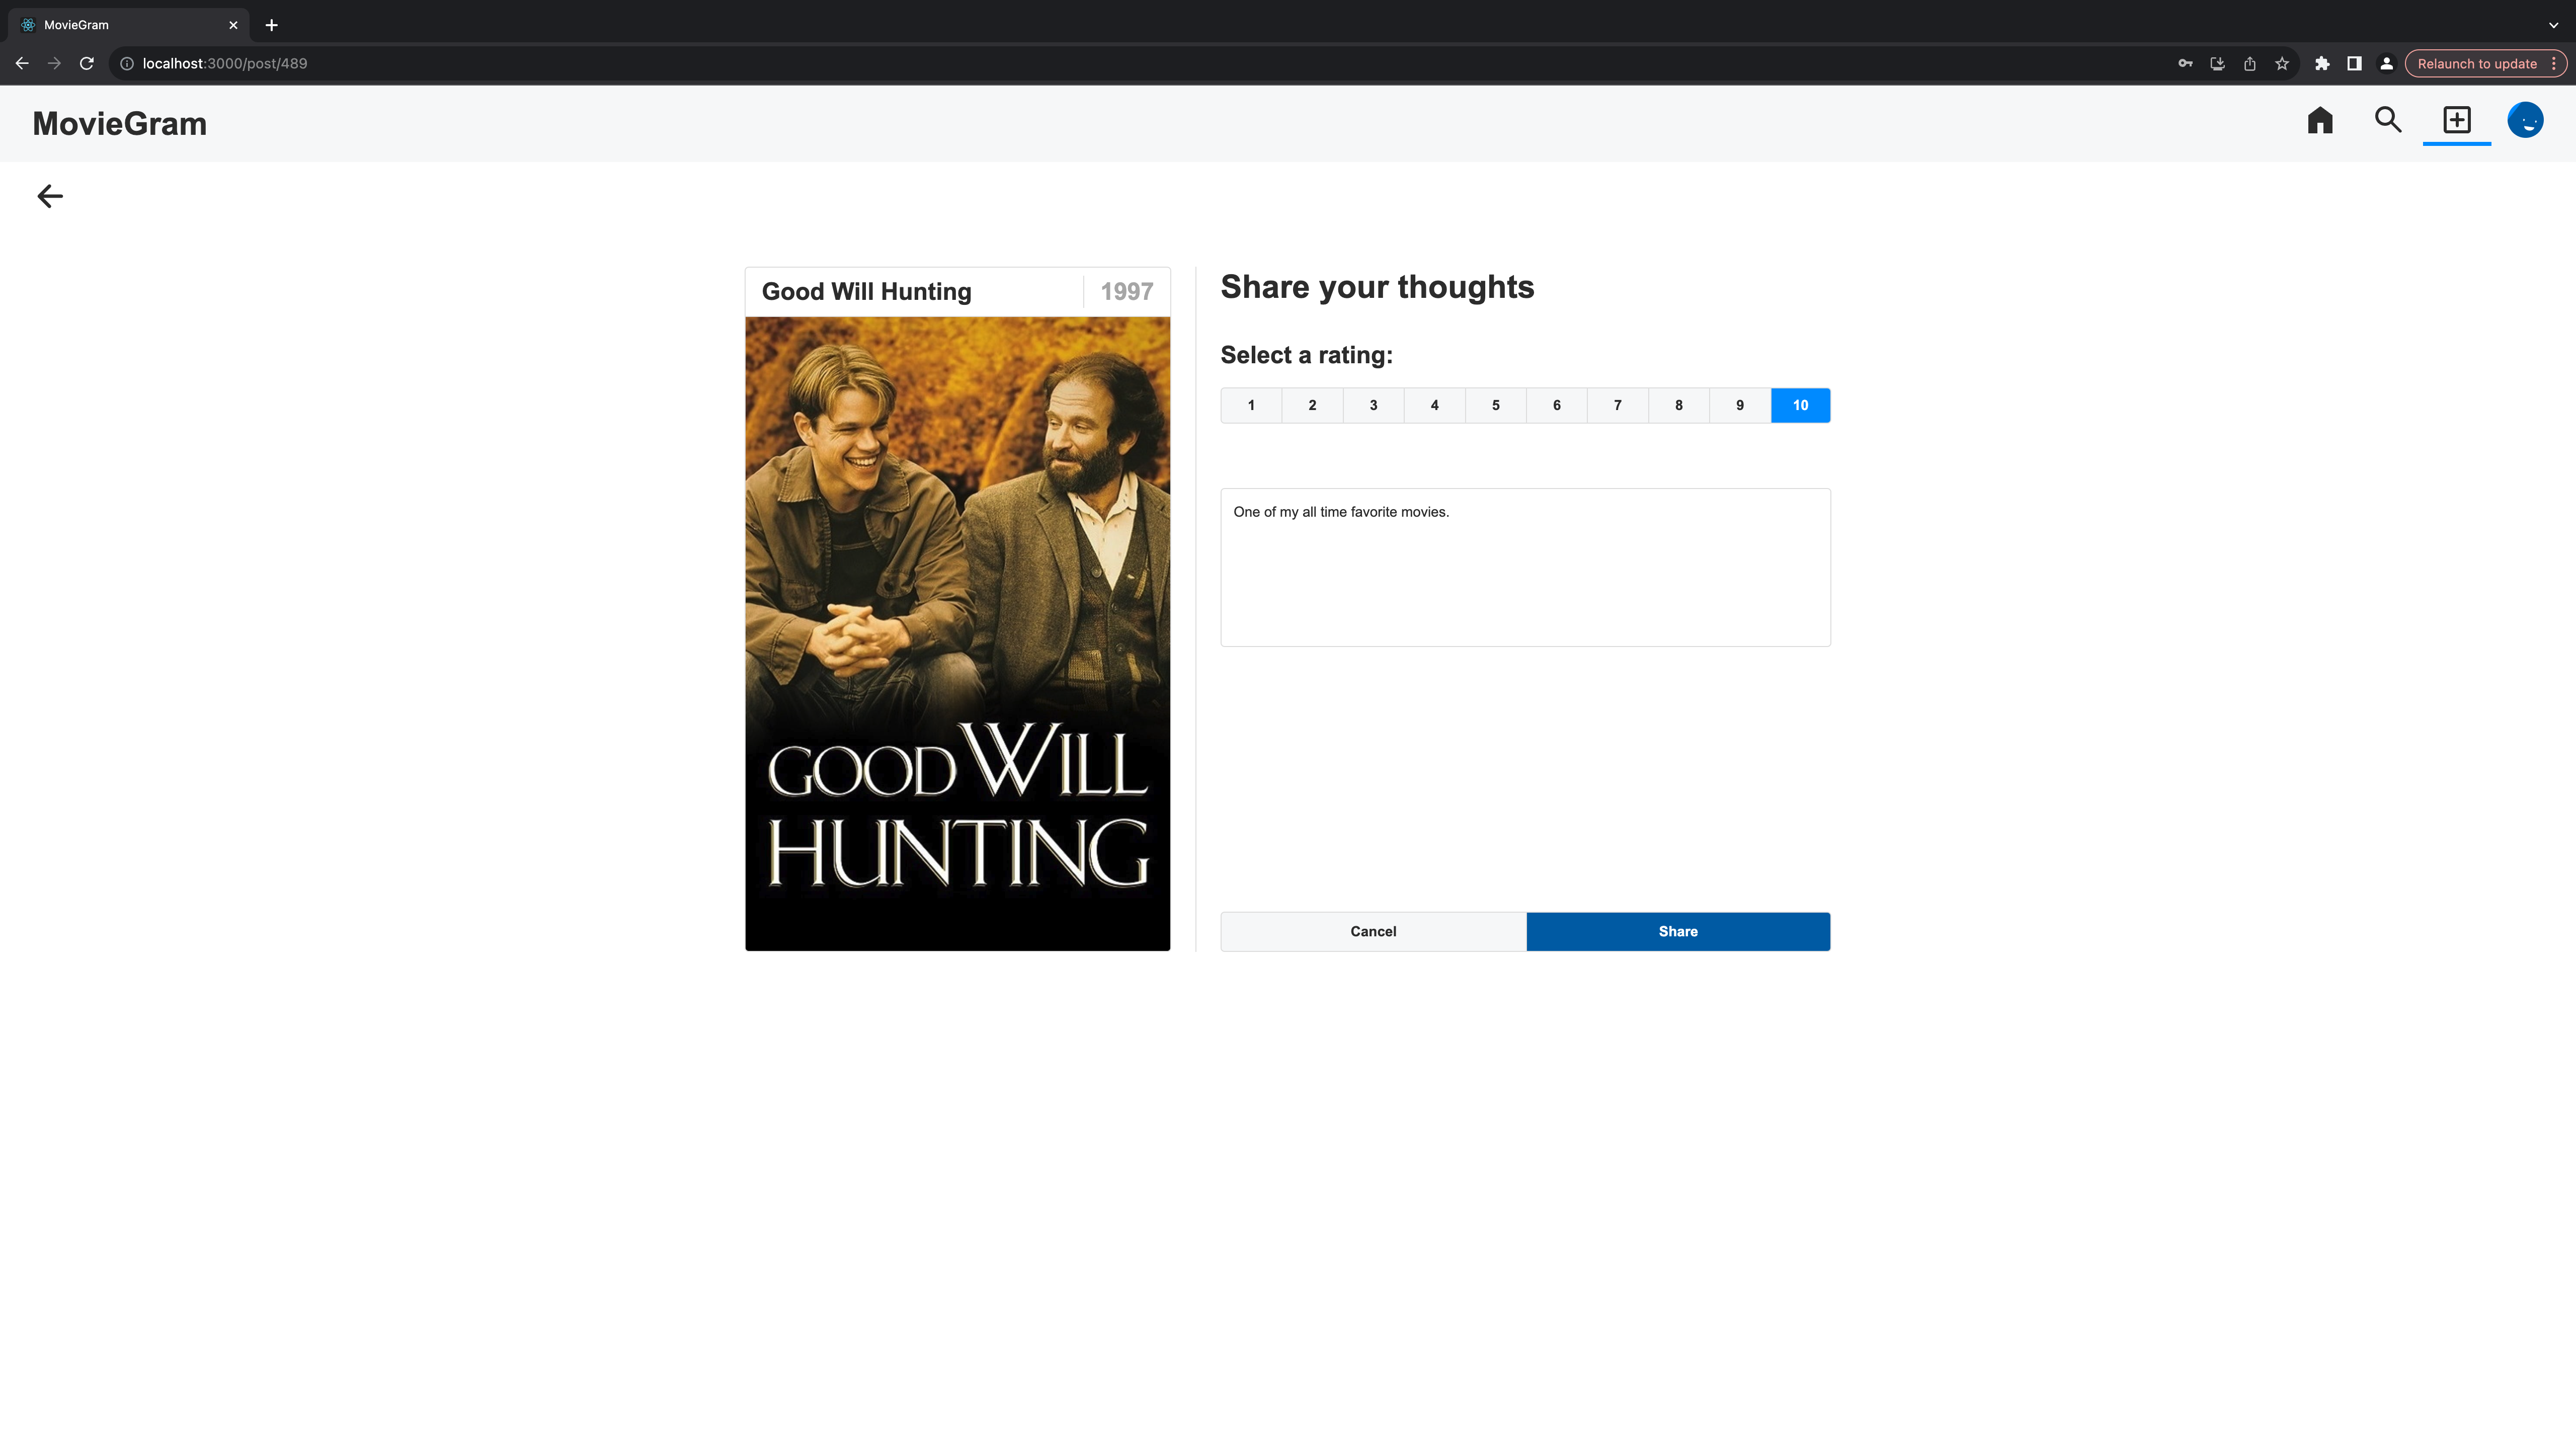 MovieGram
localhost:3000/post/489
Relaunch to update
MovieGram
Good Will Hunting 1997
GOOD WILL
HUNTING
Share your thoughts
Select a rating:
1 2 3 4 5 6 7 8 9 10
One of my all time favorite movies.
Cancel Share